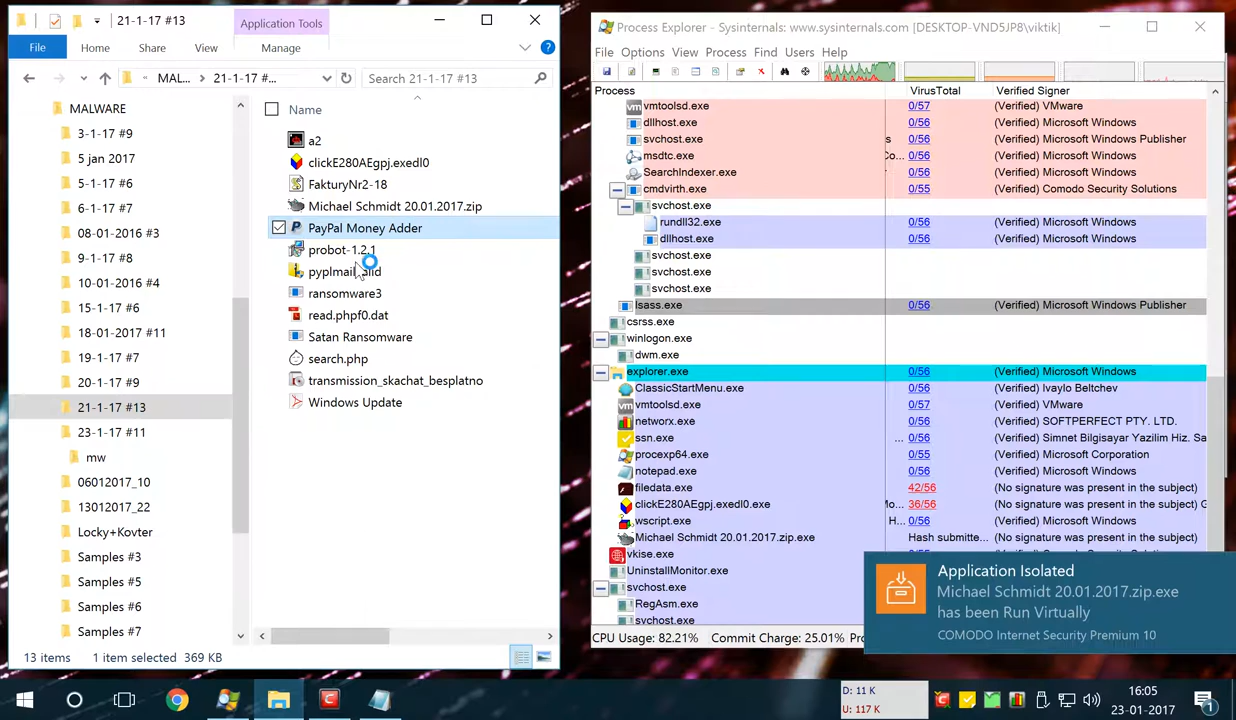 21-1-17 #13
Application Tools
File
Home
Share
View
Manage
MAL...
21-1-17 #...
Search 21-1-17 #13
MALWARE
3-1-17 #9
5 jan 2017
5-1-17 #6
6-1-17 #7
08-01-2016 #3
9-1-17 #8
10-01-2016 #4
15-1-17 #6
18-01-2017 #11
19-1-17 #7
20-1-17 #9
21-1-17 #13
23-1-17 #11
mw
06012017_10
13012017_22
Locky+Kovter
Samples #3
Samples #5
Samples #6
Samples #7
Name
a2
clickE280AEgpj.exedl0
FakturyNr2-18
Michael Schmidt 20.01.2017.zip
PayPal Money Adder
probot-1.2.1
ransomware3
read.phpf0.dat
Satan Ransomware
search.php
transmission_skachat_besplatno
Windows Update
13 items
1 item selected 369 KB
Process Explorer - Sysinternals: www.sysinternals.com [DESKTOP-VND5JP8\viktik]
File Options View Process Find Users Help
Process VirusTotal Verified Signer
vmtoolsd.exe 0/57 (Verified) VMware
dllhost.exe 0/56 (Verified) Microsoft Windows
svchost.exe s 0/56 (Verified) Microsoft Windows Publisher
msdtc.exe Co... 0/56 (Verified) Microsoft Windows
SearchIndexer.exe 0/56 (Verified) Microsoft Windows
cmdvirth.exe 0/55 (Verified) Comodo Security Solutions
svchost.exe
rundll32.exe 0/56 (Verified) Microsoft Windows
dllhost.exe 0/56 (Verified) Microsoft Windows
svchost.exe
svchost.exe
svchost.exe
lsass.exe 0/56 (Verified) Microsoft Windows Publisher
csrss.exe
winlogon.exe
dwm.exe
explorer.exe 0/56 (Verified) Microsoft Windows
ClassicStartMenu.exe 0/56 (Verified) Ivaylo Beltchev
vmtoolsd.exe 0/57 (Verified) VMware
networx.exe 0/56 (Verified) SOFTPERFECT PTY. LTD.
ssn.exe ... 0/56 (Verified) Simnet Bilgisayar Yazilim Hiz. Sa
procexp64.exe 0/55 (Verified) Microsoft Corporation
notepad.exe 0/56 (Verified) Microsoft Windows
filedata.exe 42/56 (No signature was present in the subject)
clickE280AEgpj.exedl0.exe Mo... 36/56 (No signature was present in the subject) G
wscript.exe H... 0/56 (Verified) Microsoft Windows
Michael Schmidt 20.01.2017.zip.exe Hash submitte... (No signature was present in the subject)
vkise.exe
UninstallMonitor.exe
svchost.exe
RegAsm.exe
svchost.exe
CPU Usage: 82.21% Commit Charge: 25.01%
Application Isolated
Michael Schmidt 20.01.2017.zip.exe
has been Run Virtually
COMODO Internet Security Premium 10
D: 11 K
U: 117 K
16:05
23-01-2017
1